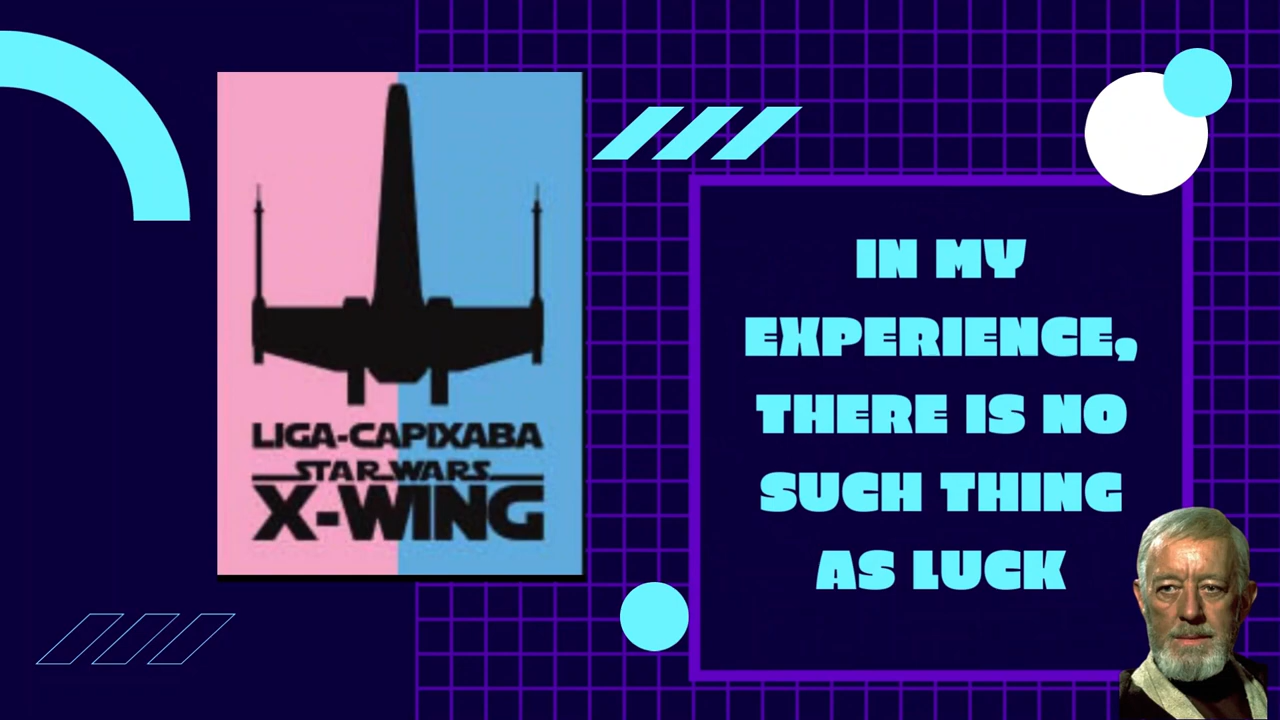 LIGA-CAPIXABA
STAR WARS
X-WING
IN MY
EXPERIENCE,
THERE IS NO
SUCH THING
AS LUCK